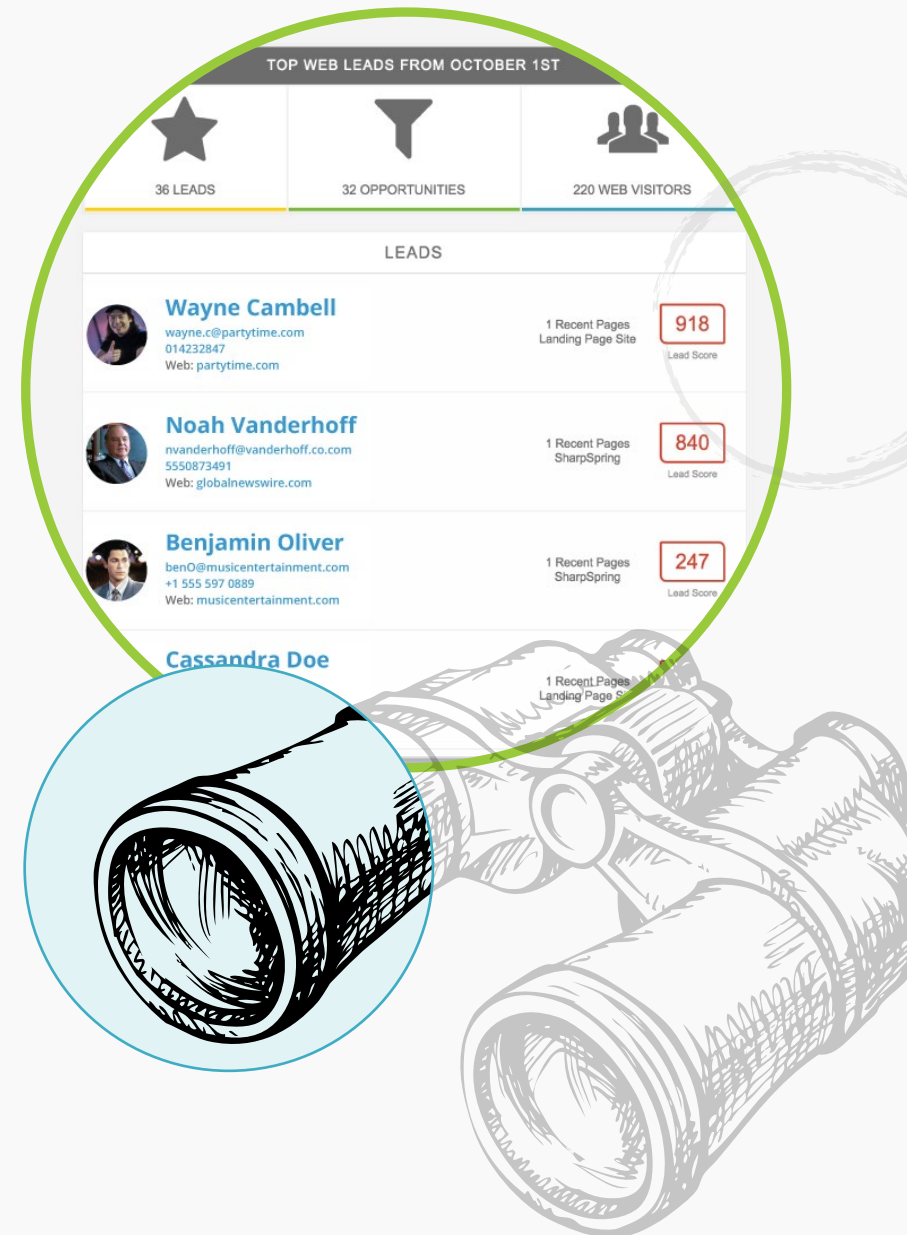 TOP WEB LEADS FROM OCTOBER 1ST
36 LEADS
32 OPPORTUNITIES
220 WEB VISITORS
LEADS
Wayne Cambell
wayne.c@partytime.com
014232847
Web: partytime.com
1 Recent Pages
Landing Page Site
918
Lead Score
Noah Vanderhoff
nvanderhoff@vanderhoff.co.com
5550873491
Web: globalnewswire.com
1 Recent Pages
SharpSpring
840
Lead Score
Benjamin Oliver
benO@musicentertainment.com
+1 555 597 0889
Web: musicentertainment.com
1 Recent Pages
SharpSpring
247
Lead Score
Cassandra Doe
1 Recent Pages
Landing Page